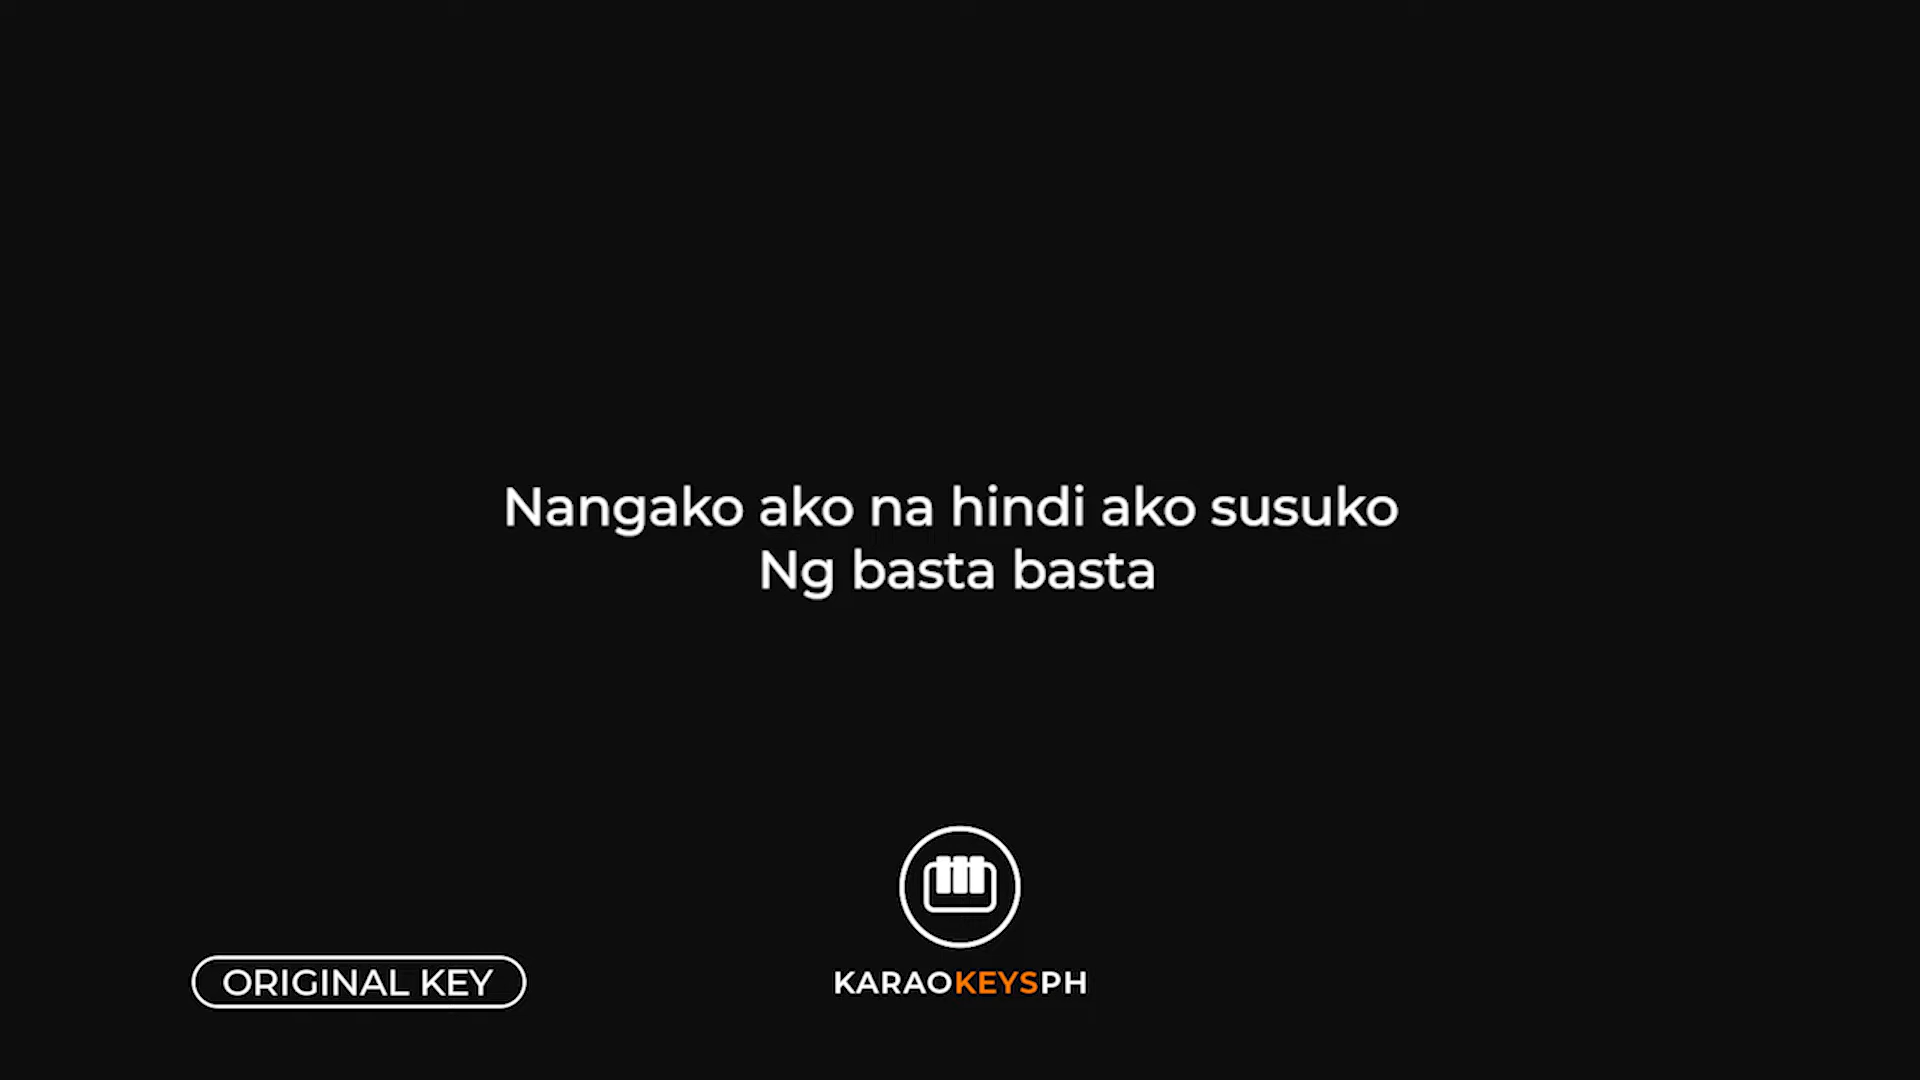 Nangako ako na hindi ako susuko
Ng basta basta
ORIGINAL KEY
KARAOKEYSPH